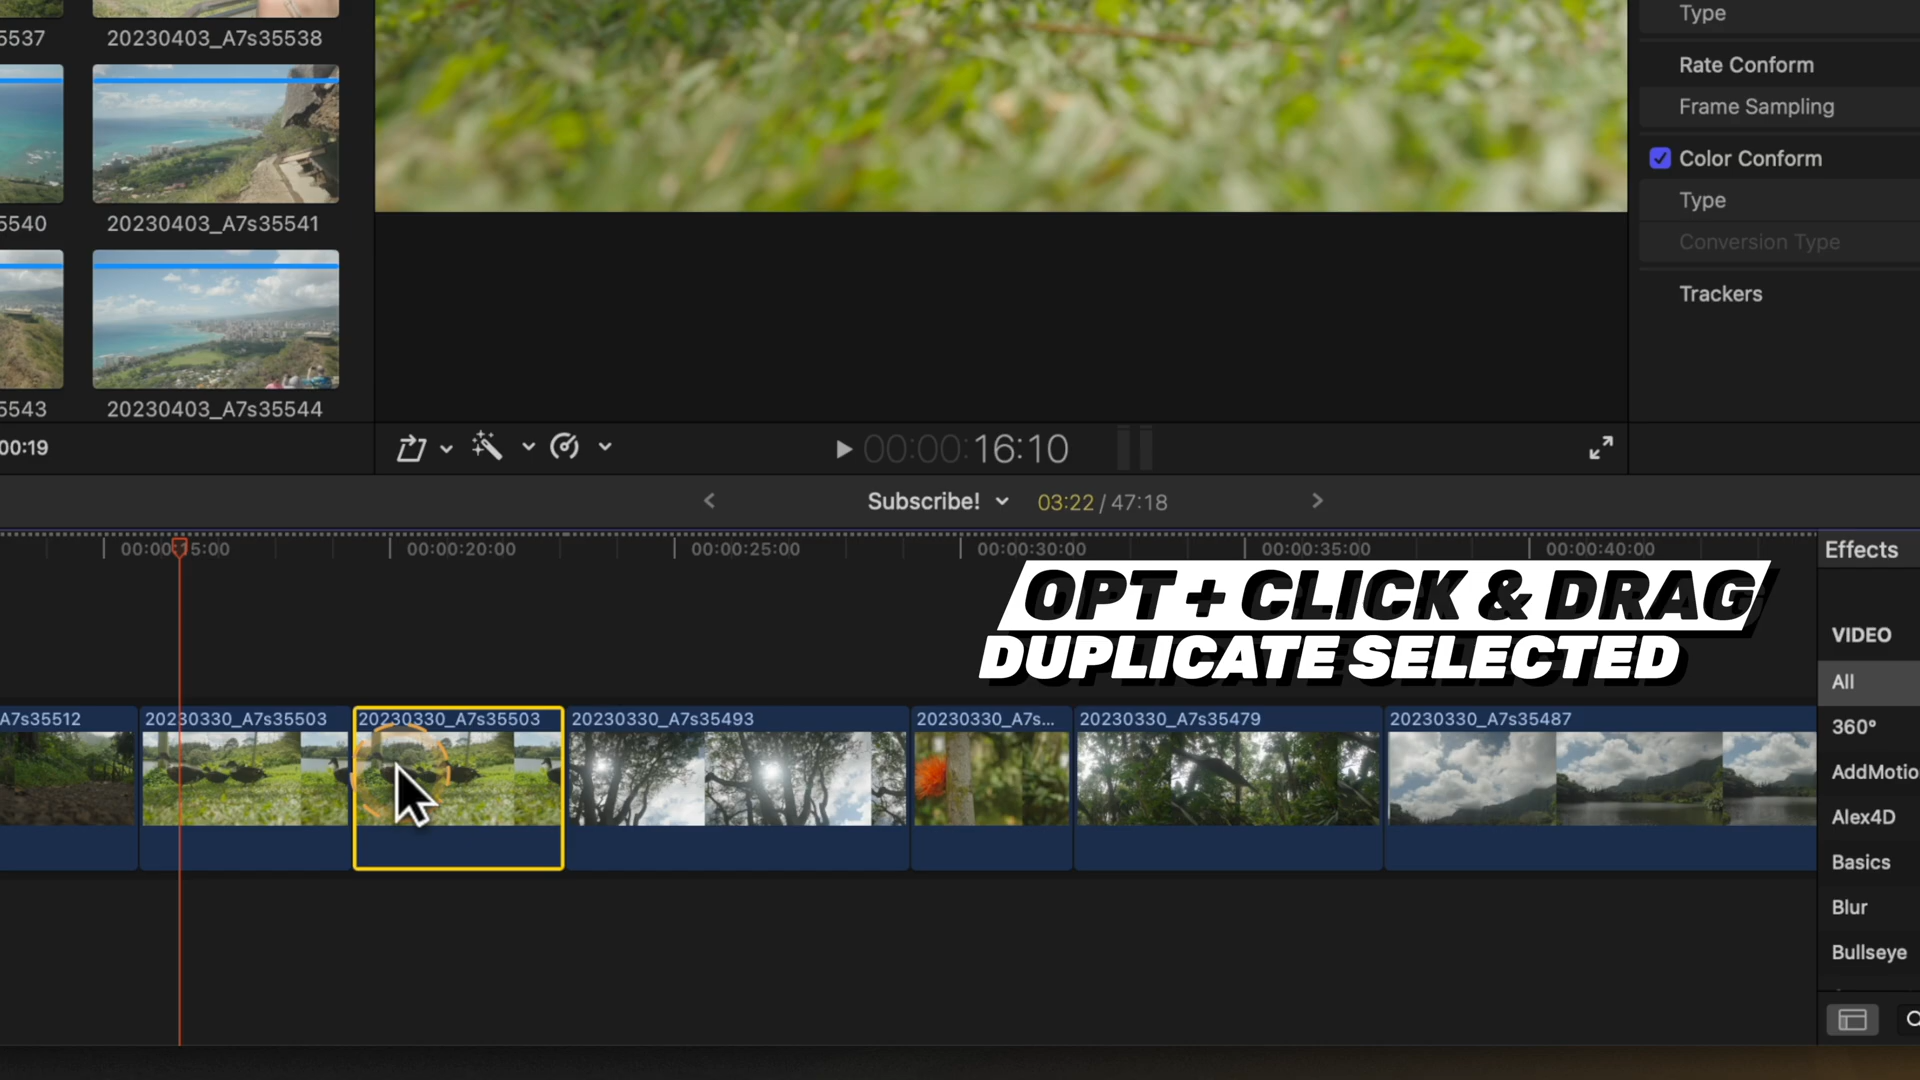 5537
20230403_A7s35538
Type
Rate Conform
Frame Sampling
5540
20230403_A7s35541
Color Conform
Type
Conversion Type
Trackers
5543
20230403_A7s35544
00:19
00:00:16:10
Subscribe!
03:22 / 47:18
00:00:15:00
00:00:20:00
00:00:25:00
00:00:30:00
00:00:35:00
00:00:40:00
Effects
OPT + CLICK & DRAG
DUPLICATE SELECTED
VIDEO
All
360°
AddMotio
Alex4D
Basics
Blur
Bullseye
A7s35512
20230330_A7s35503
20230330_A7s35503
20230330_A7s35493
20230330_A7s...
20230330_A7s35479
20230330_A7s35487